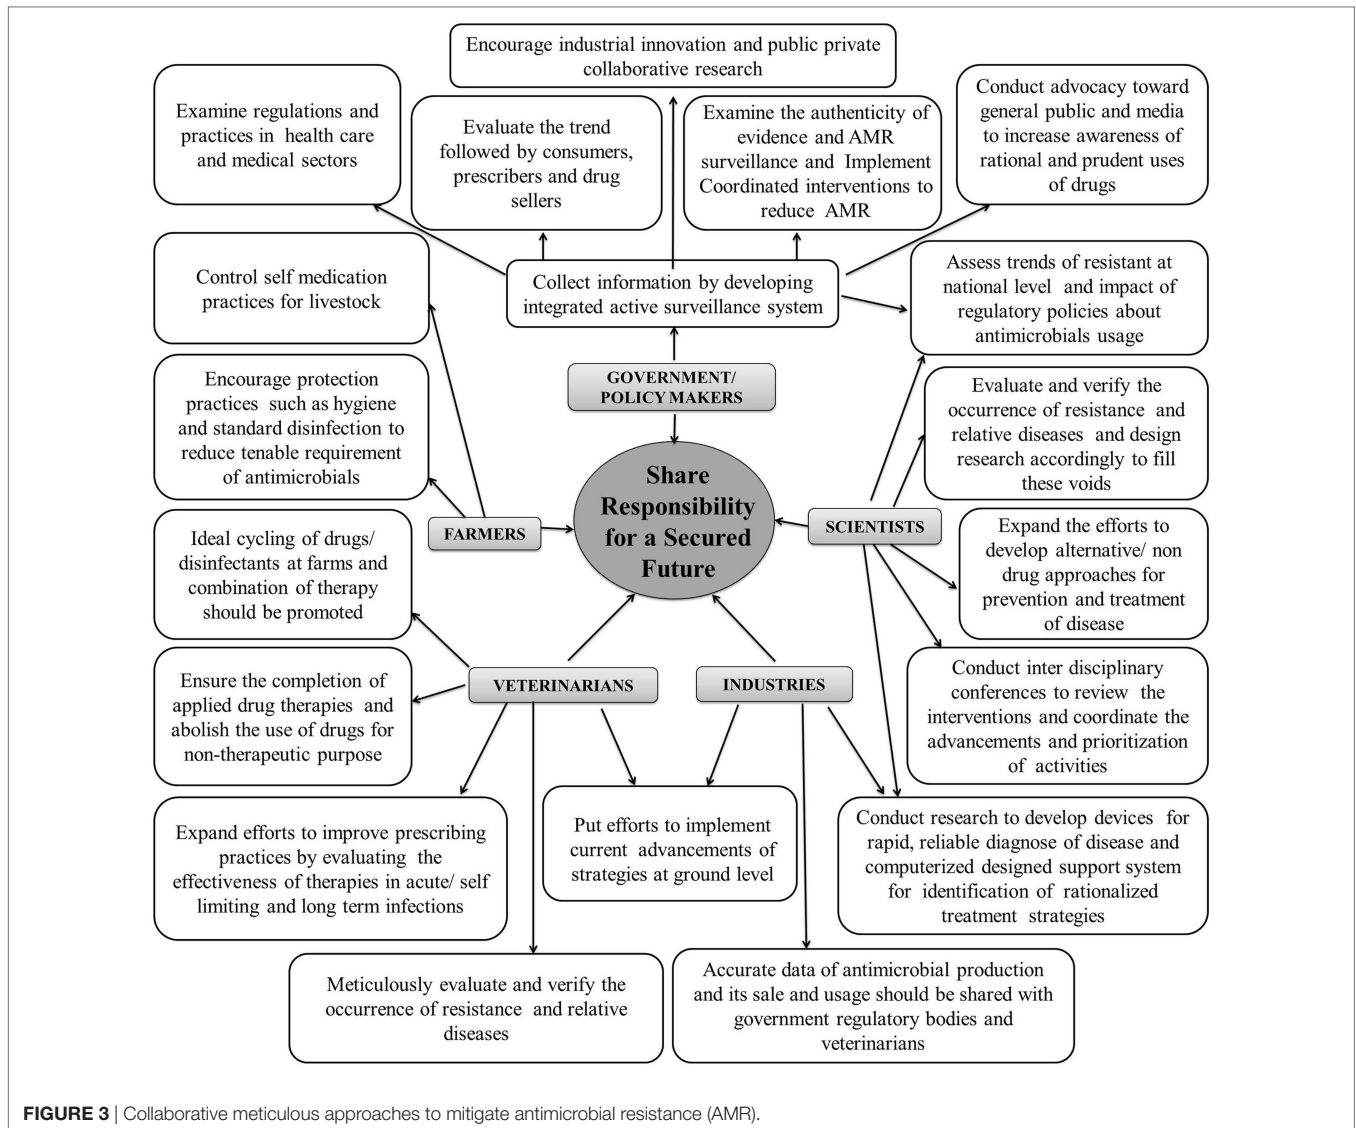 Encourage industrial innovation and public private
collaborative research
Examine regulations and
practices in health care
and medical sectors
Evaluate the trend
followed by consumers,
prescribers and drug
sellers
Examine the authenticity of
evidence and AMR
surveillance and Implement
Coordinated interventions to
reduce AMR
Conduct advocacy toward
general public and media
to increase awareness of
rational and prudent uses
of drugs
Control self medication
practices for livestock
Collect information by developing
integrated active surveillance system
Assess trends of resistant at
national level and impact of
regulatory policies about
antimicrobials usage
GOVERNMENT/
POLICY MAKERS
Encourage protection
practices such as hygiene
and standard disinfection to
reduce tenable requirement
of antimicrobials
Evaluate and verify the
occurrence of resistance and
relative diseases and design
research accordingly to fill
these voids
Share
Responsibility
for a Secured
Future
FARMERS
SCIENTISTS
Ideal cycling of drugs/
disinfectants at farms and
combination of therapy
should be promoted
Expand the efforts to
develop alternative/ non
drug approaches for
prevention and treatment
of disease
VETERINARIANS
INDUSTRIES
Ensure the completion of
applied drug therapies and
abolish the use of drugs for
non-therapeutic purpose
Conduct inter disciplinary
conferences to review the
interventions and coordinate the
advancements and prioritization
of activities
Expand efforts to improve prescribing
practices by evaluating the
effectiveness of therapies in acute/ self
limiting and long term infections
Put efforts to implement
current advancements of
strategies at ground level
Conduct research to develop devices for
rapid, reliable diagnose of disease and
computerized designed support system
for identification of rationalized
treatment strategies
Meticulously evaluate and verify the
occurrence of resistance and relative
diseases
Accurate data of antimicrobial production
and its sale and usage should be shared with
government regulatory bodies and
veterinarians
FIGURE 3 | Collaborative meticulous approaches to mitigate antimicrobial resistance (AMR).